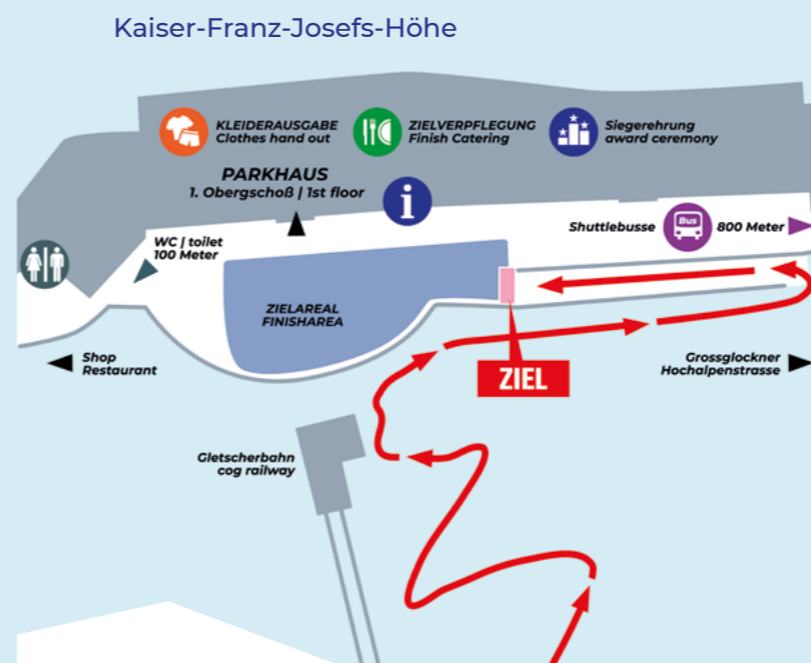 Kaiser-Franz-Josefs-Höhe
KLEIDERAUSGABE
Clothes hand out
ZIELVERPFLEGUNG
Finish Catering
Siegerehrung
award ceremony
PARKHAUS
1. Obergschoß | 1st floor
i
Shuttlebusse
Bus
800 Meter
WC | toilet
100 Meter
ZIELAREAL
FINISHAREA
ZIEL
Shop
Restaurant
Grossglockner
Hochalpenstrasse
Gletscherbahn
cog railway